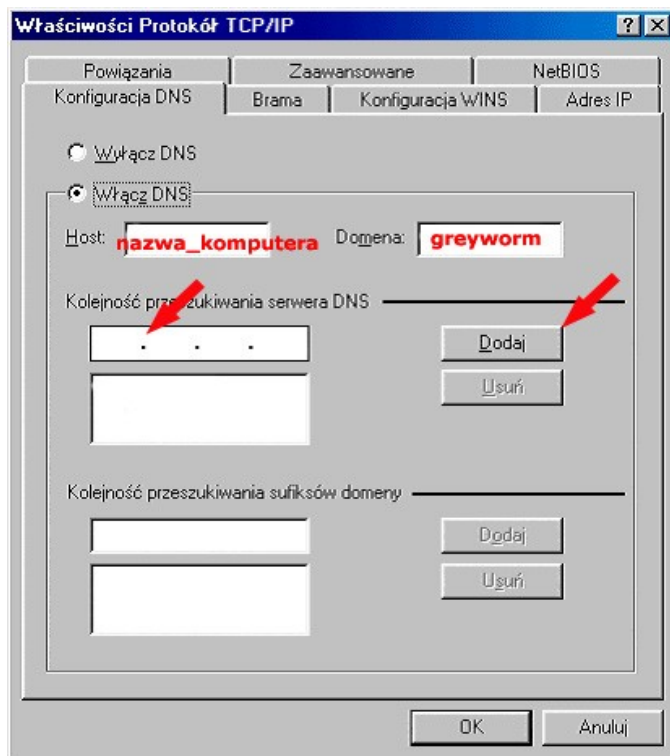 Właściwości Protokół TCP/IP
Powiązania Zaawansowane NetBIOS
Konfiguracja DNS Brama Konfiguracja WINS Adres IP
Wyłącz DNS
Włącz DNS
Host: nazwa_komputera Domena: greyworm
Kolejność przeszukiwania serwera DNS
. . . Dodaj
Usuń
Kolejność przeszukiwania sufiksów domeny
Dodaj
Usuń
OK Anuluj